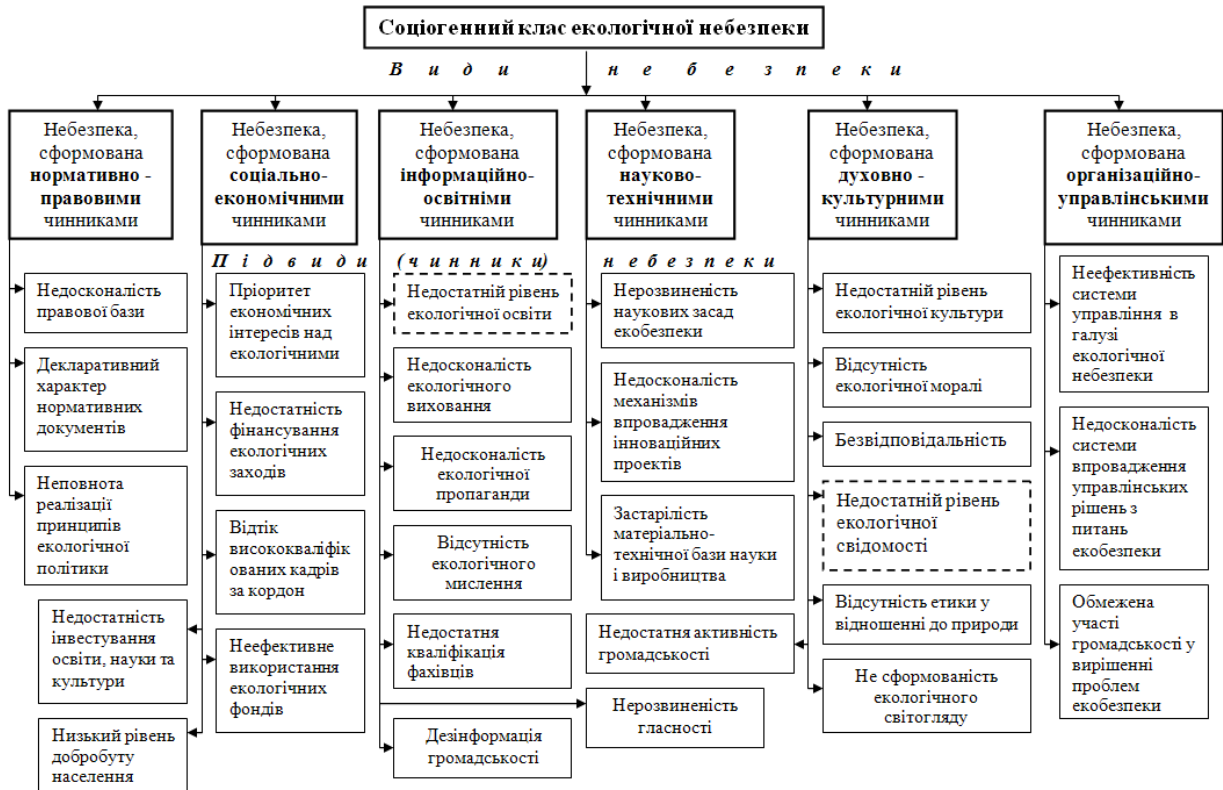 Соціогенний клас екологічної небезпеки
Види небезпеки
Небезпека,
сформована
нормативно -
правовими
чинниками
Небезпека,
сформована
соціально-
економічними
чинниками
Небезпека,
сформована
інформаційно-
освітніми
чинниками
Небезпека,
сформована
науково-
технічними
чинниками
Небезпека,
сформована
духовно -
культурними
чинниками
Небезпека,
сформована
організаційно-
управлінськими
чинниками
Підвиди (чинники) небезпеки
Недосконалість
правової бази
Декларативний
характер
нормативних
документів
Неповнота
реалізації
принципів
екологічної
політики
Пріоритет
економічних
інтересів над
екологічними
Недостатність
фінансування
екологічних
заходів
Відтік
висококваліфік
ованих кадрів
за кордон
Недостатність
інвестування
освіти, науки та
культури
Неефективне
використання
екологічних
фондів
Низький рівень
добробуту
населення
Недостатній рівень
екологічної освіти
Недосконалість
екологічного
виховання
Недосконалість
екологічної
пропаганди
Відсутність
екологічного
мислення
Недостатня
кваліфікація
фахівців
Нерозвиненість
гласності
Дезінформація
громадськості
Нерозвиненість
наукових засад
екобезпеки
Недосконалість
механізмів
впровадження
інноваційних
проектів
Застарілість
матеріально-
технічної бази науки
і виробництва
Недостатній рівень
екологічної культури
Відсутність
екологічної моралі
Безвідповідальність
Недостатній рівень
екологічної
свідомості
Відсутність етики у
відношенні до природи
Недостатня активність
громадськості
Не сформованість
екологічного
світогляду
Неефективність
системи
управління в
галузі
екологічної
небезпеки
Недосконалість
системи
впровадження
управлінських
рішень з
питань
екобезпеки
Обмежена
участі
громадськості у
вирішенні
проблем
екобезпеки